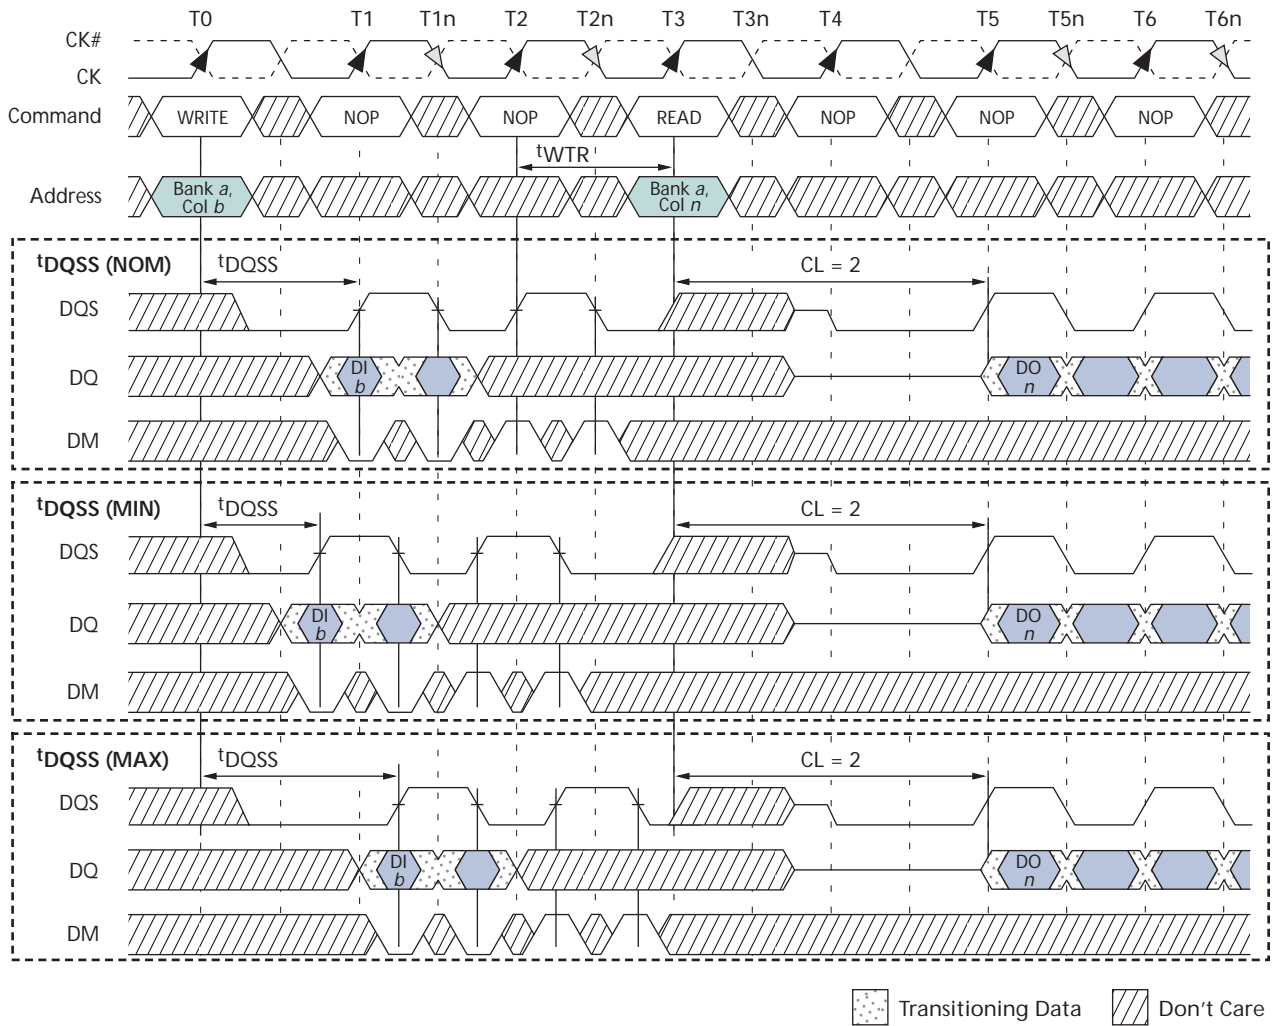 T0 T1 T1n T2 T2n T3 T3n T4 T5 T5n T6 T6n
CK#
CK
Command WRITE NOP NOP READ NOP NOP NOP
tWTR
Address Bank a, Col b Bank a, Col n
tDQSS (NOM) tDQSS CL = 2
DQS
DQ DI b DO n
DM
tDQSS (MIN) tDQSS CL = 2
DQS
DQ DI b DO n
DM
tDQSS (MAX) tDQSS CL = 2
DQS
DQ DI b DO n
DM
Transitioning Data Don't Care